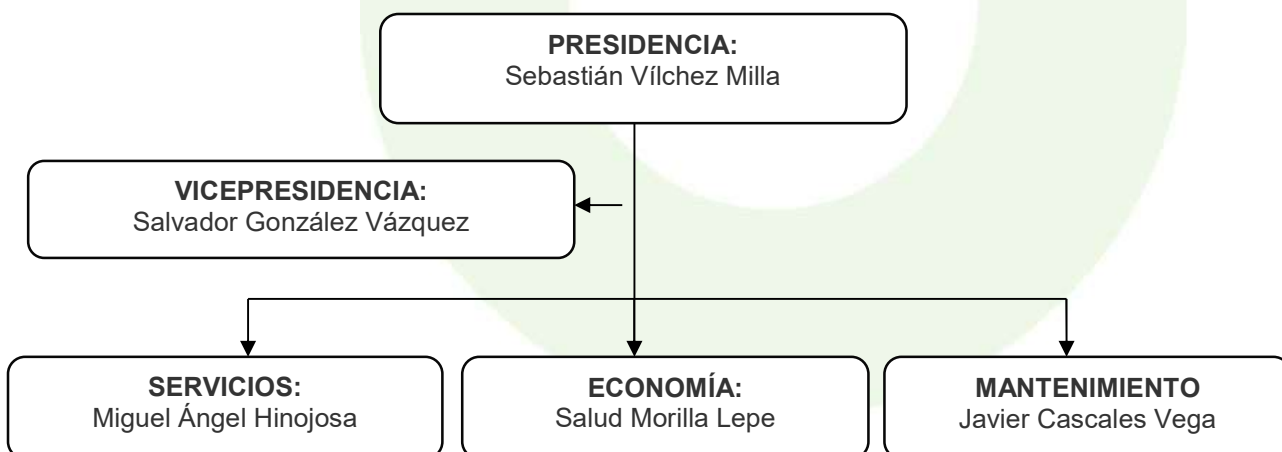 PRESIDENCIA:
Sebastián Vílchez Milla
VICEPRESIDENCIA:
Salvador González Vázquez
SERVICIOS:
Miguel Ángel Hinojosa
ECONOMÍA:
Salud Morilla Lepe
MANTENIMIENTO
Javier Cascales Vega